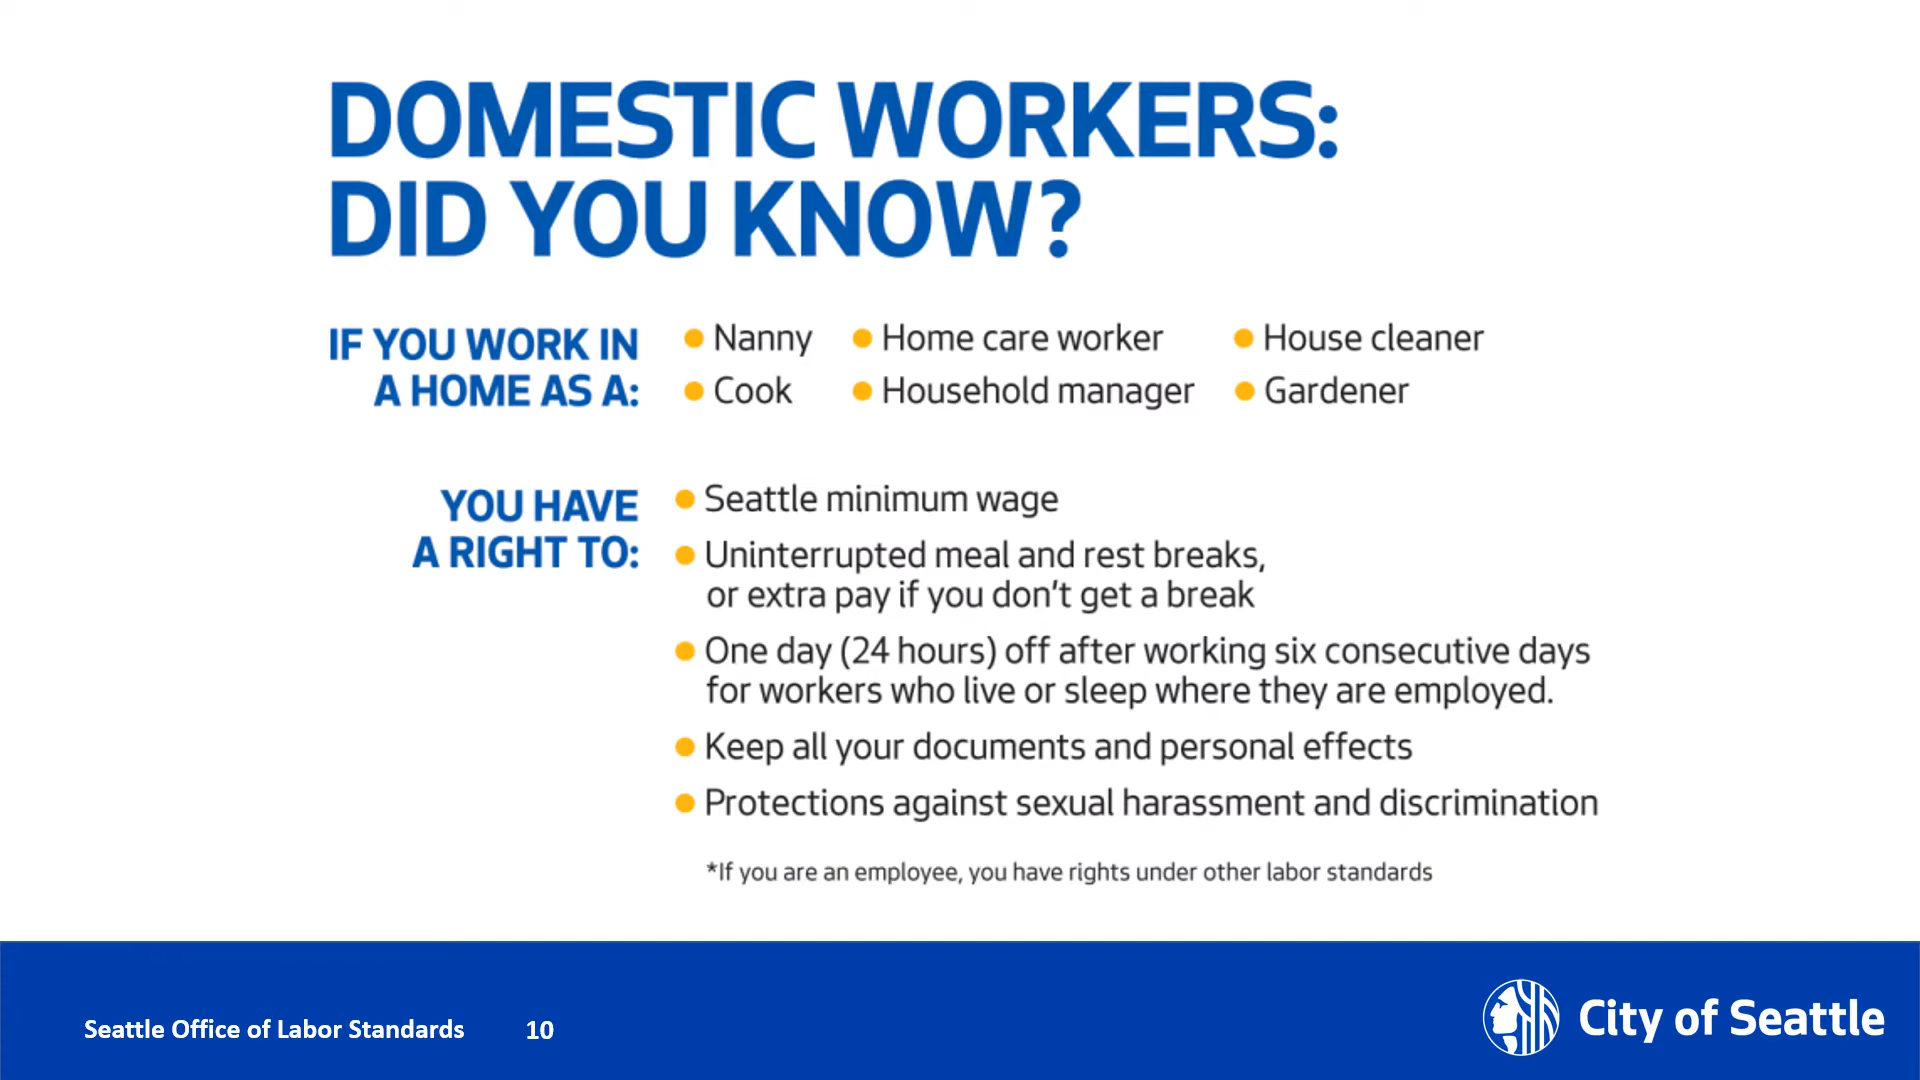 DOMESTIC WORKERS:
DID YOU KNOW?
IF YOU WORK IN
A HOME AS A:
Nanny
Home care worker
House cleaner
Cook
Household manager
Gardener
YOU HAVE
A RIGHT TO:
Seattle minimum wage
Uninterrupted meal and rest breaks,
or extra pay if you don't get a break
One day (24 hours) off after working six consecutive days
for workers who live or sleep where they are employed.
Keep all your documents and personal effects
Protections against sexual harassment and discrimination
*If you are an employee, you have rights under other labor standards
Seattle Office of Labor Standards 10
City of Seattle